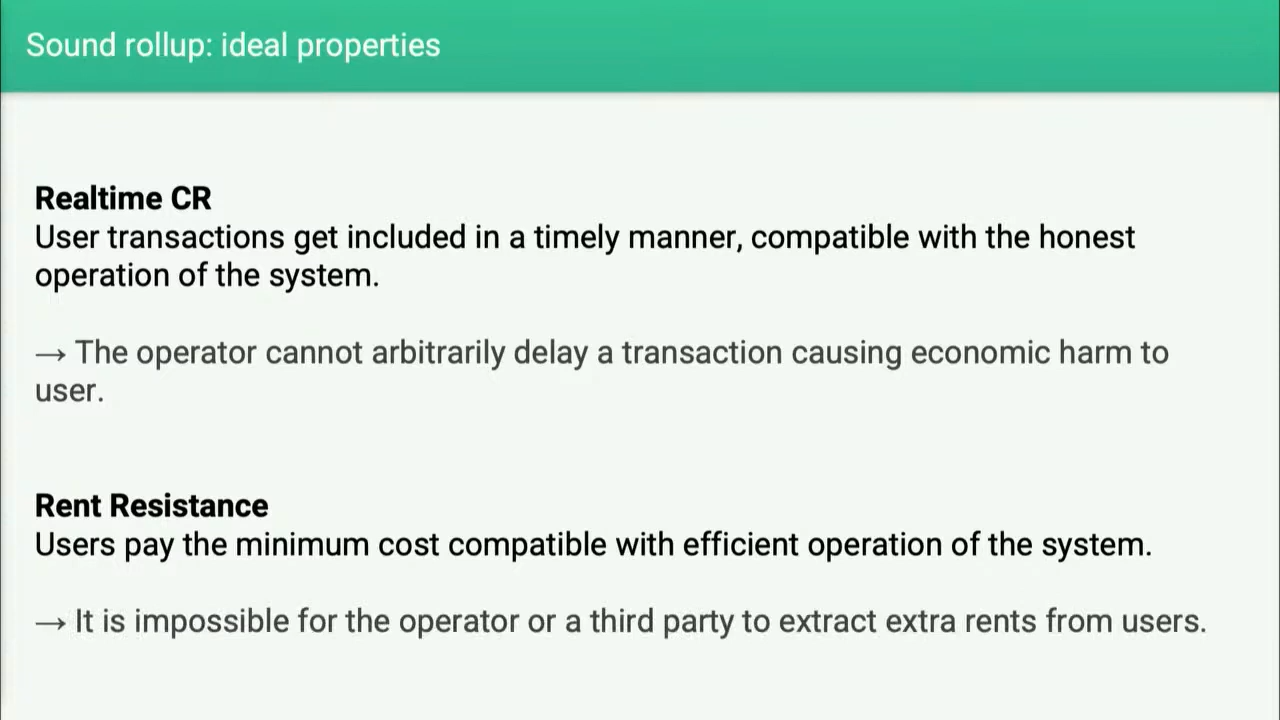 Sound rollup: ideal properties
Realtime CR
User transactions get included in a timely manner, compatible with the honest
operation of the system.
→ The operator cannot arbitrarily delay a transaction causing economic harm to
user.
Rent Resistance
Users pay the minimum cost compatible with efficient operation of the system.
→ It is impossible for the operator or a third party to extract extra rents from users.